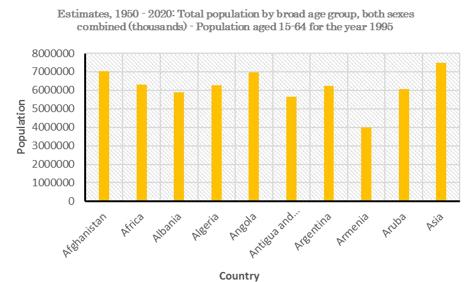 Estimates, 1950 - 2020: Total population by broad age group, both sexes
combined (thousands) - Population aged 15-64 for the year 1995
8000000
7000000
6000000
5000000
4000000
3000000
2000000
1000000
0
Population
Afghanistan
Africa
Albania
Algeria
Angola
Antigua and...
Argentina
Armenia
Aruba
Asia
Country